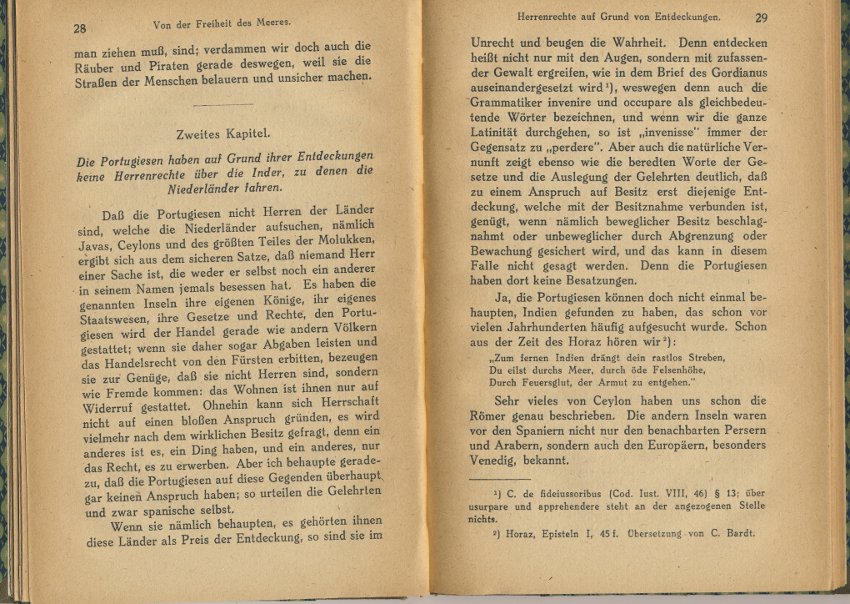 28 Von der Freiheit des Meeres.
man ziehen muß, sind; verdammen wir doch auch die
Räuber und Piraten gerade deswegen, weil sie die
Straßen der Menschen belauern und unsicher machen.
Zweites Kapitel.
Die Portugiesen haben auf Grund ihrer Entdeckungen
keine Herrenrechte über die Inder, zu denen die
Niederländer fahren.
Daß die Portugiesen nicht Herren der Länder
sind, welche die Niederländer aufsuchen, nämlich
Javas, Ceylons und des größten Teiles der Molukken,
ergibt sich aus dem sicheren Satze, daß niemand Herr
einer Sache ist, die weder er selbst noch ein anderer
in seinem Namen jemals besessen hat. Es haben die
genannten Inseln ihre eigenen Könige, ihr eigenes
Staatswesen, ihre Gesetze und Rechte, den Portu-
giesen wird der Handel gerade wie andern Völkern
gestattet; wenn sie daher sogar Abgaben leisten und
das Handelsrecht von den Fürsten erbitten, bezeugen
sie zur Genüge, daß sie nicht Herren sind, sondern
wie Fremde kommen: das Wohnen ist ihnen nur auf
Widerruf gestattet. Ohnehin kann sich Herrschaft
nicht auf einen bloßen Anspruch gründen, es wird
vielmehr nach dem wirklichen Besitz gefragt, denn ein
anderes ist es, ein Ding haben, und ein anderes, nur
das Recht, es zu erwerben. Aber ich behaupte gerade-
zu, daß die Portugiesen auf diese Gegenden überhaupt
gar keinen Anspruch haben; so urteilen die Gelehrten
und zwar spanische selbst.
Wenn sie nämlich behaupten, es gehörten ihnen
diese Länder als Preis der Entdeckung, so sind sie im
Herrenrechte auf Grund von Entdeckungen. 29
Unrecht und beugen die Wahrheit. Denn entdecken
heißt nicht nur mit den Augen, sondern mit zufassen-
der Gewalt ergreifen, wie in dem Brief des Gordianus
auseinandergesetzt wird¹), weswegen denn auch die
Grammatiker invenire und occupare als gleichbedeu-
tende Wörter bezeichnen, und wenn wir die ganze
Latinität durchgehen, so ist „invenisse" immer der
Gegensatz zu „perdere". Aber auch die natürliche Ver-
nunft zeigt ebenso wie die beredten Worte der Ge-
setze und die Auslegung der Gelehrten deutlich, daß
zu einem Anspruch auf Besitz erst diejenige Ent-
deckung, welche mit der Besitznahme verbunden ist,
genügt, wenn nämlich beweglicher Besitz beschlag-
nahmt oder unbeweglicher durch Abgrenzung oder
Bewachung gesichert wird, und das kann in diesem
Falle nicht gesagt werden. Denn die Portugiesen
haben dort keine Besatzungen.
Ja, die Portugiesen können doch nicht einmal be-
haupten, Indien gefunden zu haben, das schon vor
vielen Jahrhunderten häufig aufgesucht wurde. Schon
aus der Zeit des Horaz hören wir²):
„Zum fernen Indien drängt dein rastlos Streben,
Du eilst durchs Meer, durch öde Felsenhöhe,
Durch Feuersglut, der Armut zu entgehen."
Sehr vieles von Ceylon haben uns schon die
Römer genau beschrieben. Die andern Inseln waren
vor den Spaniern nicht nur den benachbarten Persern
und Arabern, sondern auch den Europäern, besonders
Venedig, bekannt.
¹) C. de fideiussoribus (Cod. Iust. VIII, 46) § 13; über
usurpare und apprehendere steht an der angezogenen Stelle
nichts.
²) Horaz, Episteln I, 45 f. Übersetzung von C. Bardt.